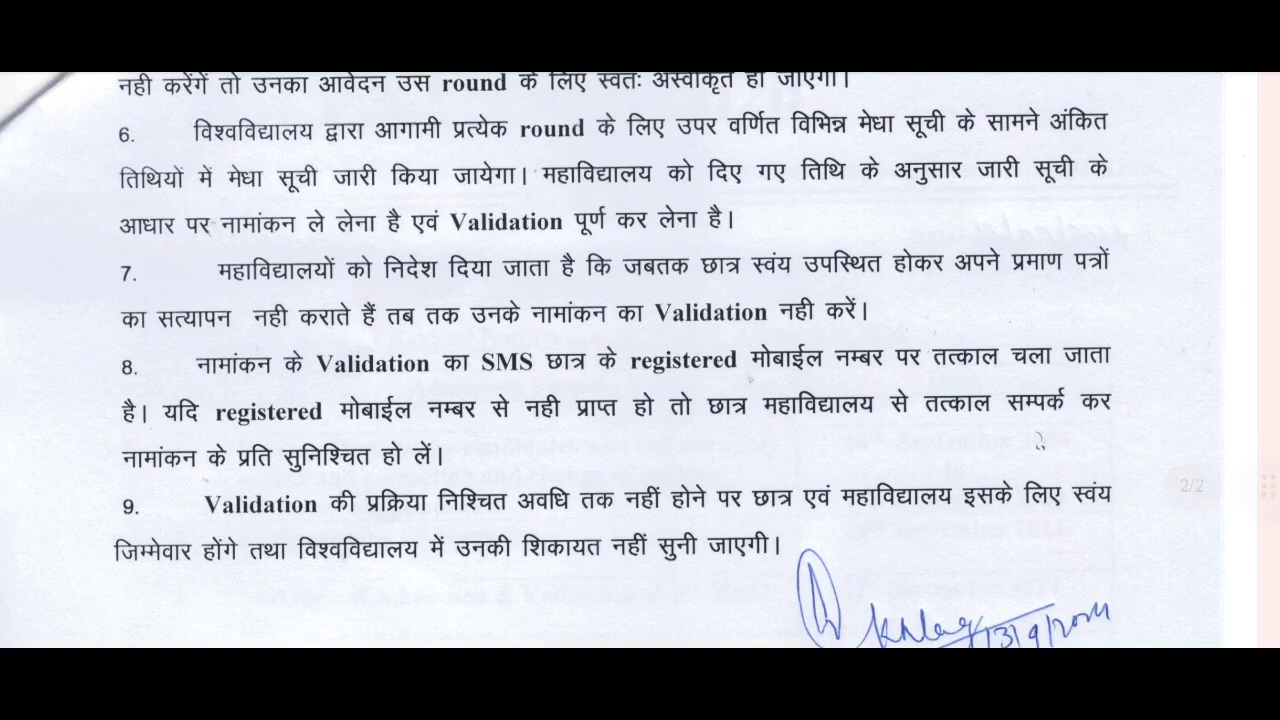 नही करेंगें तो उनका आवेदन उस round के लिए स्वतः अस्वीकृत हो जाएगा।
6. विश्वविद्यालय द्वारा आगामी प्रत्येक round के लिए उपर वर्णित विभिन्न मेधा सूची के सामने अंकित
तिथियों में मेधा सूची जारी किया जायेगा। महाविद्यालय को दिए गए तिथि के अनुसार जारी सूची के
आधार पर नामांकन ले लेना है एवं Validation पूर्ण कर लेना है।
7. महाविद्यालयों को निदेश दिया जाता है कि जबतक छात्र स्वंय उपस्थित होकर अपने प्रमाण पत्रों
का सत्यापन नही कराते हैं तब तक उनके नामांकन का Validation नही करें।
8. नामांकन के Validation का SMS छात्र के registered मोबाईल नम्बर पर तत्काल चला जाता
है। यदि registered मोबाईल नम्बर से नही प्राप्त हो तो छात्र महाविद्यालय से तत्काल सम्पर्क कर
नामांकन के प्रति सुनिश्चित हो लें।
2/2
9. Validation की प्रक्रिया निश्चित अवधि तक नहीं होने पर छात्र एवं महाविद्यालय इसके लिए स्वंय
जिम्मेवार होंगे तथा विश्वविद्यालय में उनकी शिकायत नहीं सुनी जाएगी।